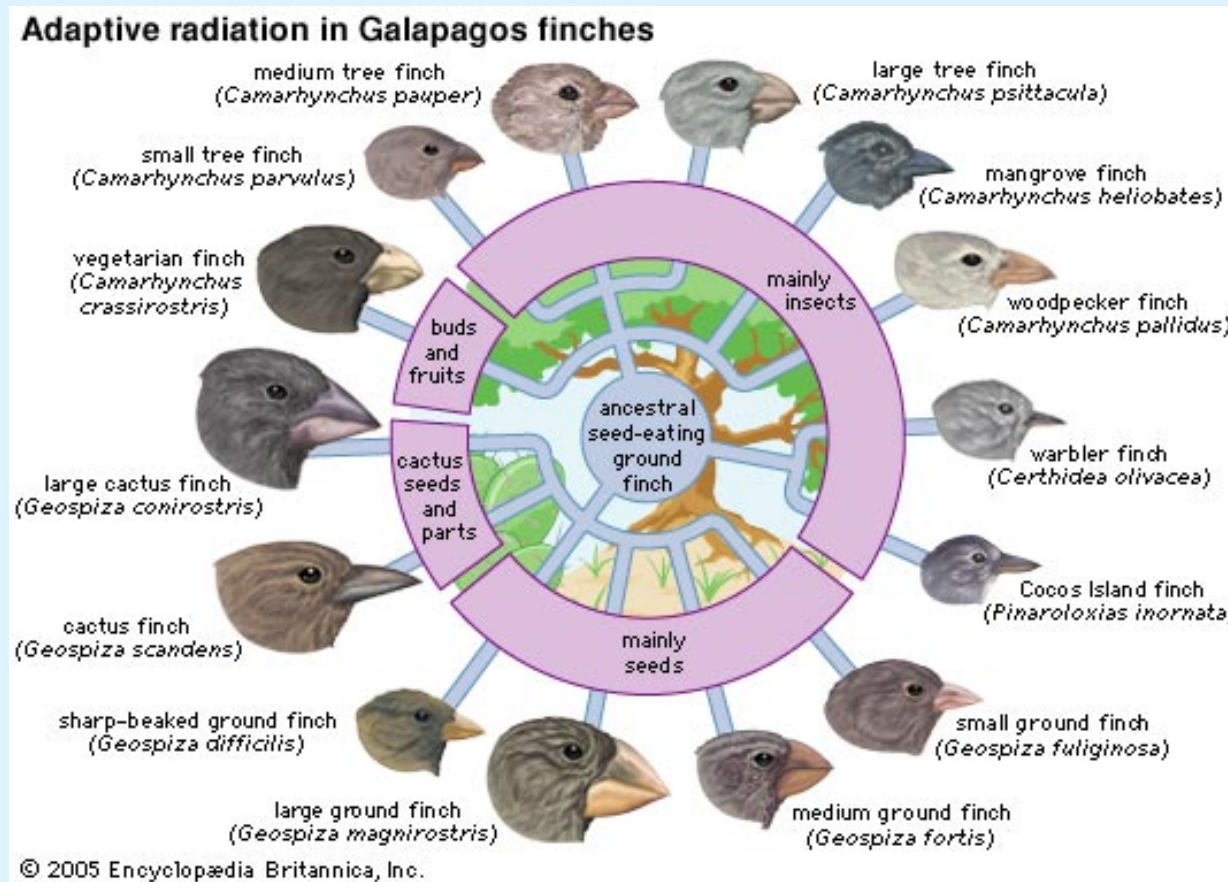 Adaptive radiation in Galapagos finches
medium tree finch
(Camarhynchus pauper)
large tree finch
(Camarhynchus psittacula)
small tree finch
(Camarhynchus parvulus)
mangrove finch
(Camarhynchus heliobates)
vegetarian finch
(Camarhynchus
crassirostris)
woodpecker finch
(Camarhynchus pallidus)
mainly
insects
buds
and
fruits
ancestral
seed-eating
ground
finch
cactus
seeds
and
parts
mainly
seeds
large cactus finch
(Geospiza conirostris)
warbler finch
(Certhidea olivacea)
cactus finch
(Geospiza scandens)
Cocos Island finch
(Pinaroloxias inornata)
sharp-beaked ground finch
(Geospiza difficilis)
small ground finch
(Geospiza fuliginosa)
large ground finch
(Geospiza magnirostris)
medium ground finch
(Geospiza fortis)
© 2005 Encyclopædia Britannica, Inc.